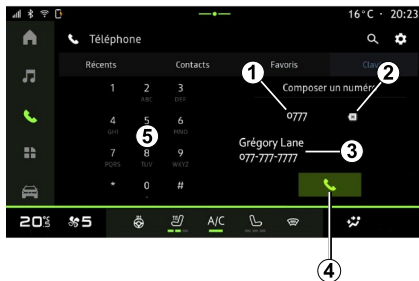 16°C · 20:23
Téléphone
Récents Contacts Favoris Clav
1 2 3 Composer un numéro
ABC DEF
1 2
4 5 6 0777
GHI MNO
5
Grégory Lane 3
7 8 9 077-777-7777
PQRS TUV WXYZ
* 0 #
20.5 5 A/C
4